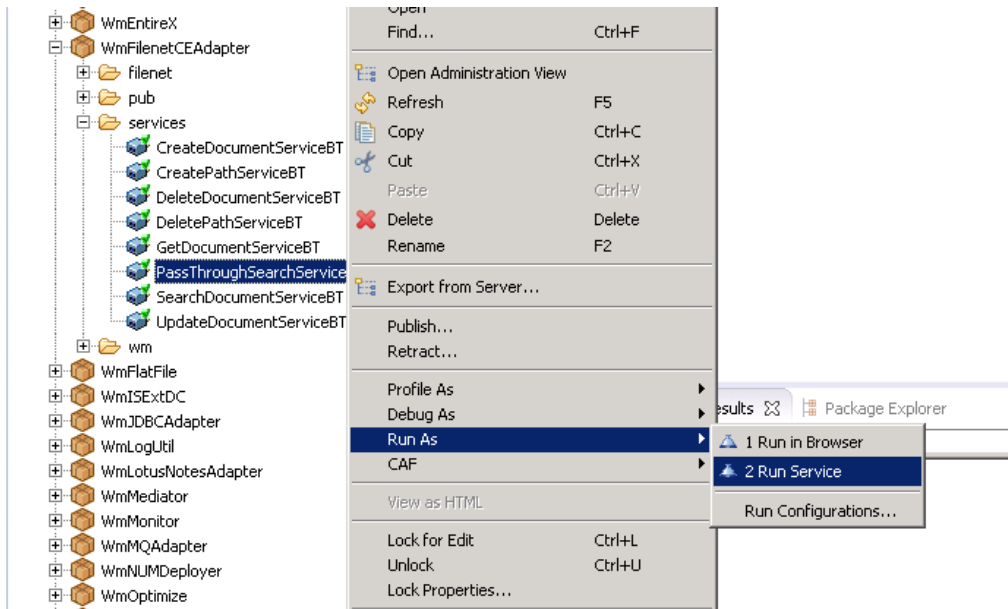 WmEntireX
WmFilenetCEAdapter
filenet
pub
services
CreateDocumentServiceBT
CreatePathServiceBT
DeleteDocumentServiceBT
DeletePathServiceBT
GetDocumentServiceBT
PassThroughSearchService
SearchDocumentServiceBT
UpdateDocumentServiceBT
wm
WmFlatFile
WmISExtDC
WmJDBCAdapter
WmLogUtil
WmLotusNotesAdapter
WmMediator
WmMonitor
WmMQAdapter
WmNUMDeployer
WmOptimize
Open
Find... Ctrl+F
Open Administration View
Refresh F5
Copy Ctrl+C
Cut Ctrl+X
Paste Ctrl+V
Delete Delete
Rename F2
Export from Server...
Publish...
Retract...
Profile As
Debug As
Run As
CAF
View as HTML
Lock for Edit Ctrl+L
Unlock Ctrl+U
Lock Properties...
esults Package Explorer
1 Run in Browser
2 Run Service
Run Configurations...